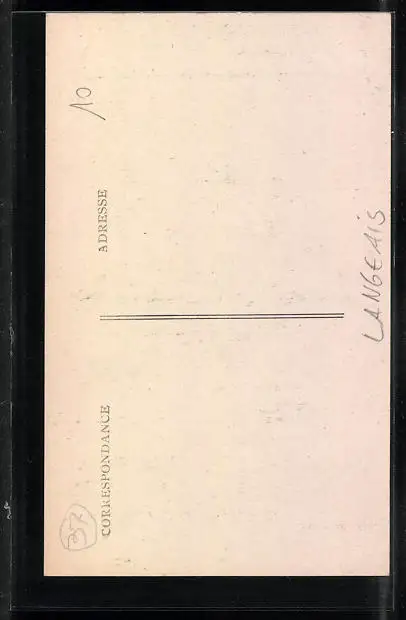 37
CORRESPONDANCE
ADRESSE
10
LANGEAIS